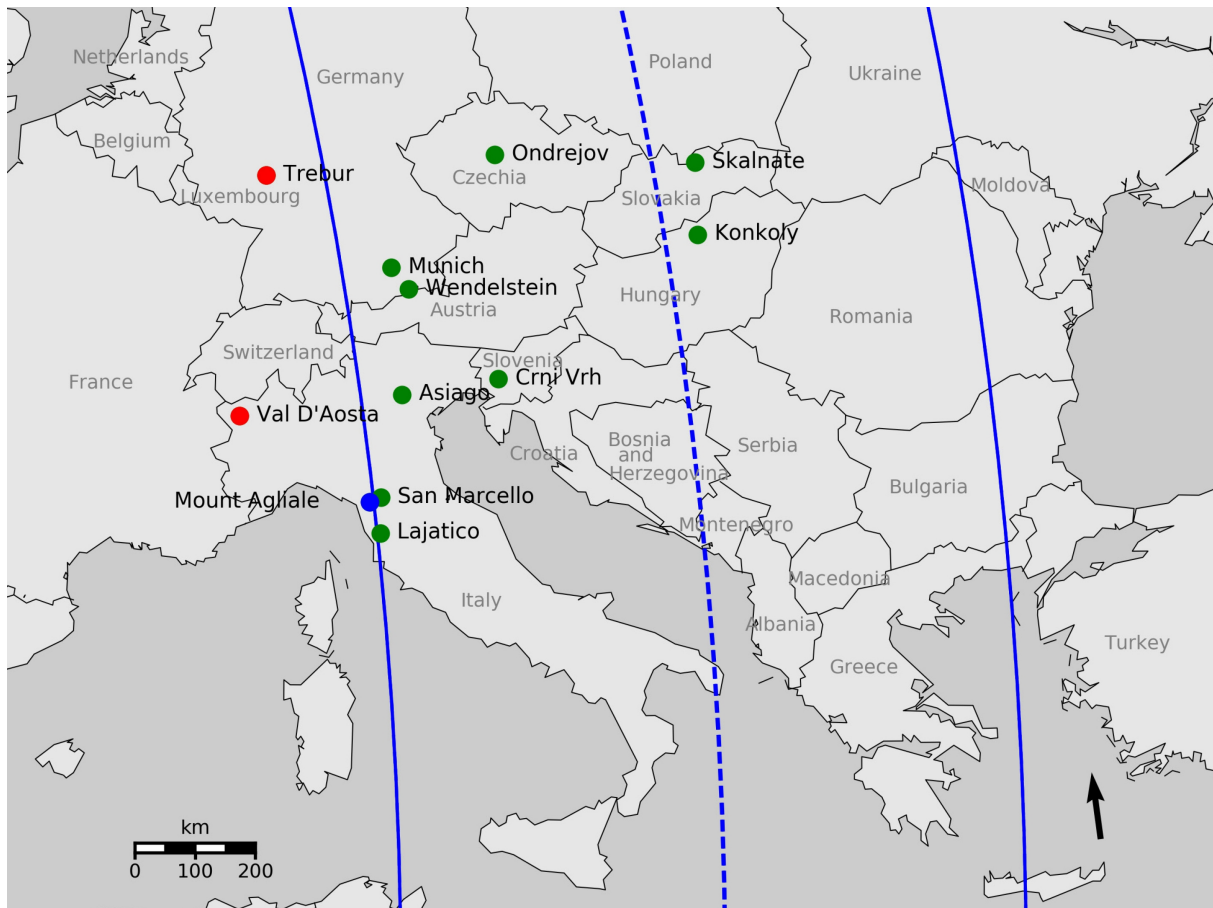 Netherlands
Germany
Poland
Ukraine
Belgium
Ondrejov
Skalnate
Trebur
Czechia
Luxembourg
Slovakia
Moldova
Konkoly
Munich
Wendelstein
Austria
Hungary
Romania
Switzerland
Slovenia
France
Crni Vrh
Asiago
Val D'Aosta
Bosnia
and
Herzegovina
Serbia
Croatia
Bulgaria
San Marcello
Mount Agliale
Montenegro
Lajatico
Macedonia
Italy
Albania
Greece
Turkey
km
0 100 200